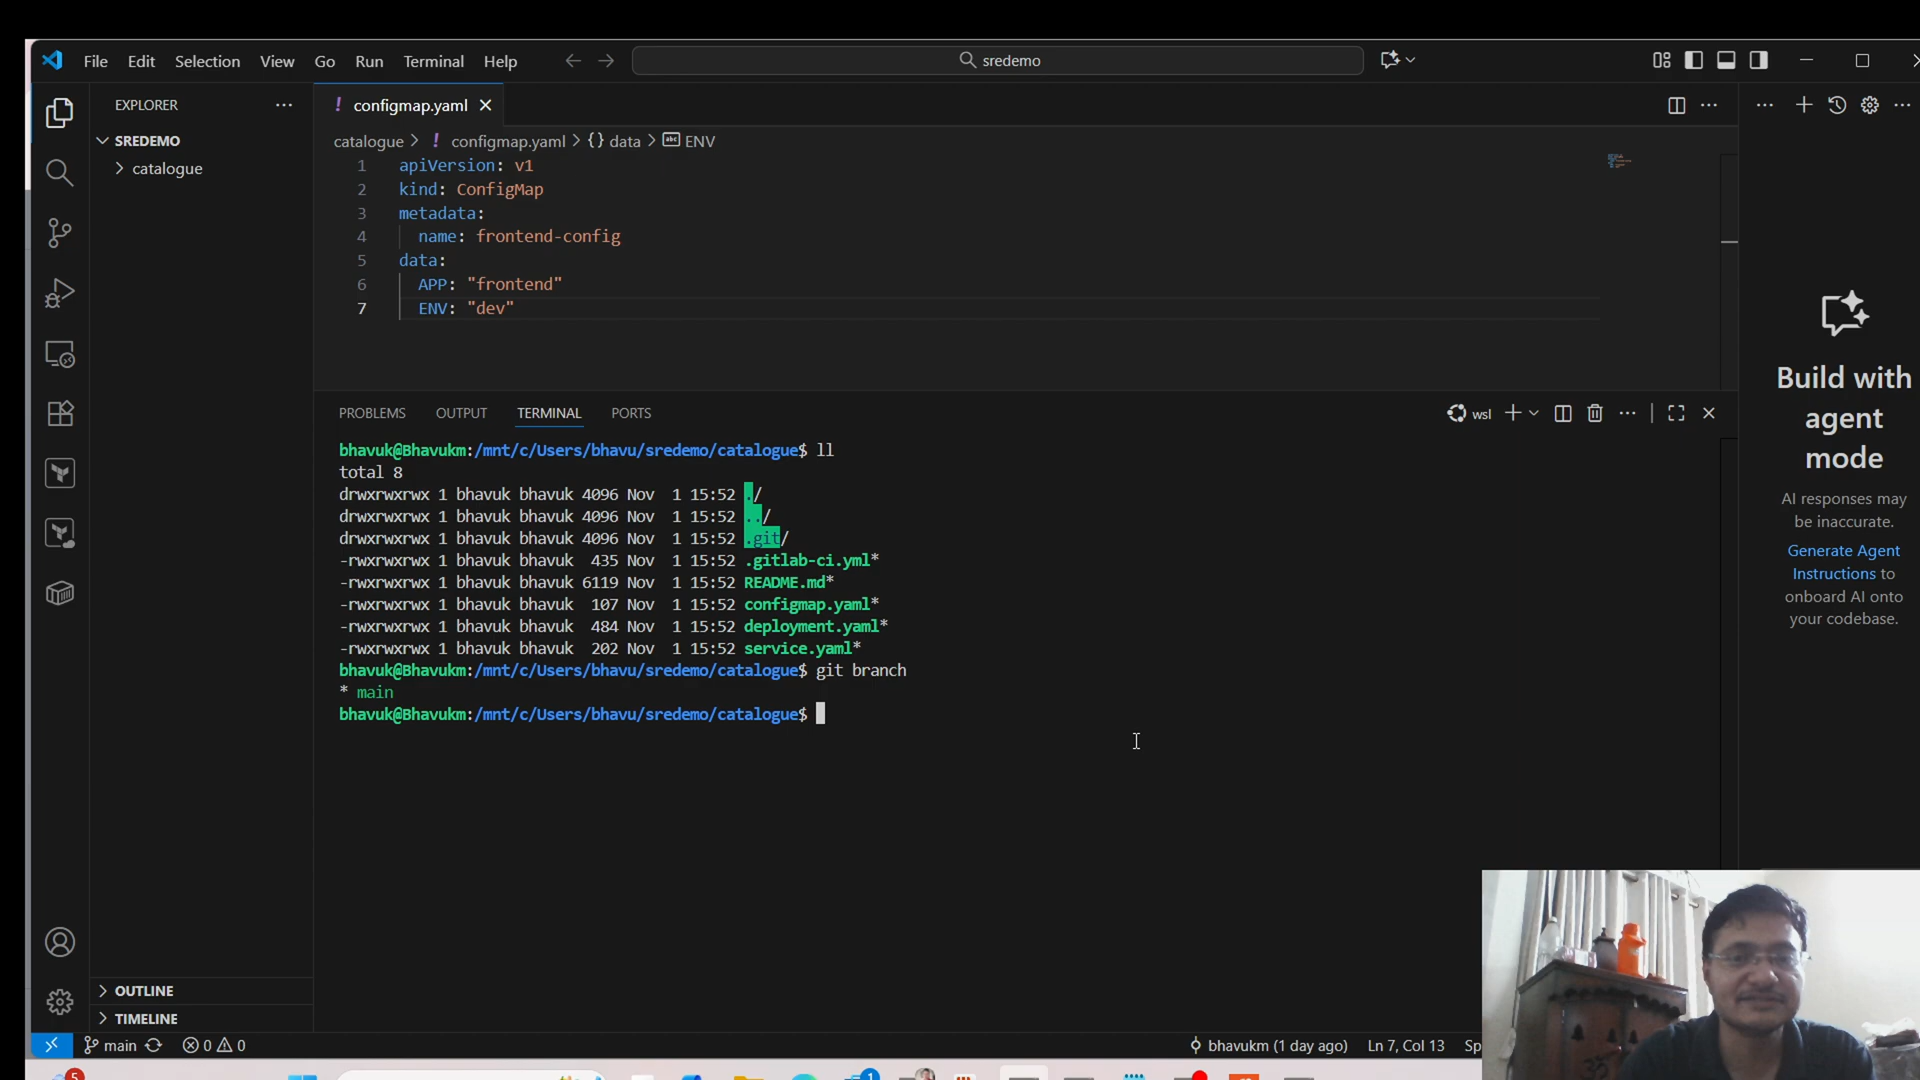 File Edit Selection View Go Run Terminal Help
sredemo
EXPLORER
SREDEMO
catalogue
OUTLINE
TIMELINE
configmap.yaml
catalogue > ! configmap.yaml > {} data > ENV
1 apiVersion: v1
2 kind: ConfigMap
3 metadata:
4 name: frontend-config
5 data:
6 APP: "frontend"
7 ENV: "dev"
PROBLEMS OUTPUT TERMINAL PORTS
wsl
bhavuk@Bhavukm:/mnt/c/Users/bhavu/sredemo/catalogue$ ll
total 8
drwxrwxrwx 1 bhavuk bhavuk 4096 Nov 1 15:52 ./
drwxrwxrwx 1 bhavuk bhavuk 4096 Nov 1 15:52 ../
drwxrwxrwx 1 bhavuk bhavuk 4096 Nov 1 15:52 .git/
-rwxrwxrwx 1 bhavuk bhavuk 435 Nov 1 15:52 .gitlab-ci.yml*
-rwxrwxrwx 1 bhavuk bhavuk 6119 Nov 1 15:52 README.md*
-rwxrwxrwx 1 bhavuk bhavuk 107 Nov 1 15:52 configmap.yaml*
-rwxrwxrwx 1 bhavuk bhavuk 484 Nov 1 15:52 deployment.yaml*
-rwxrwxrwx 1 bhavuk bhavuk 202 Nov 1 15:52 service.yaml*
bhavuk@Bhavukm:/mnt/c/Users/bhavu/sredemo/catalogue$ git branch
* main
bhavuk@Bhavukm:/mnt/c/Users/bhavu/sredemo/catalogue$
Build with
agent
mode
AI responses may
be inaccurate.
Generate Agent
Instructions to
onboard AI onto
your codebase.
main 0 0
bhavukm (1 day ago) Ln 7, Col 13 Sp
5
1